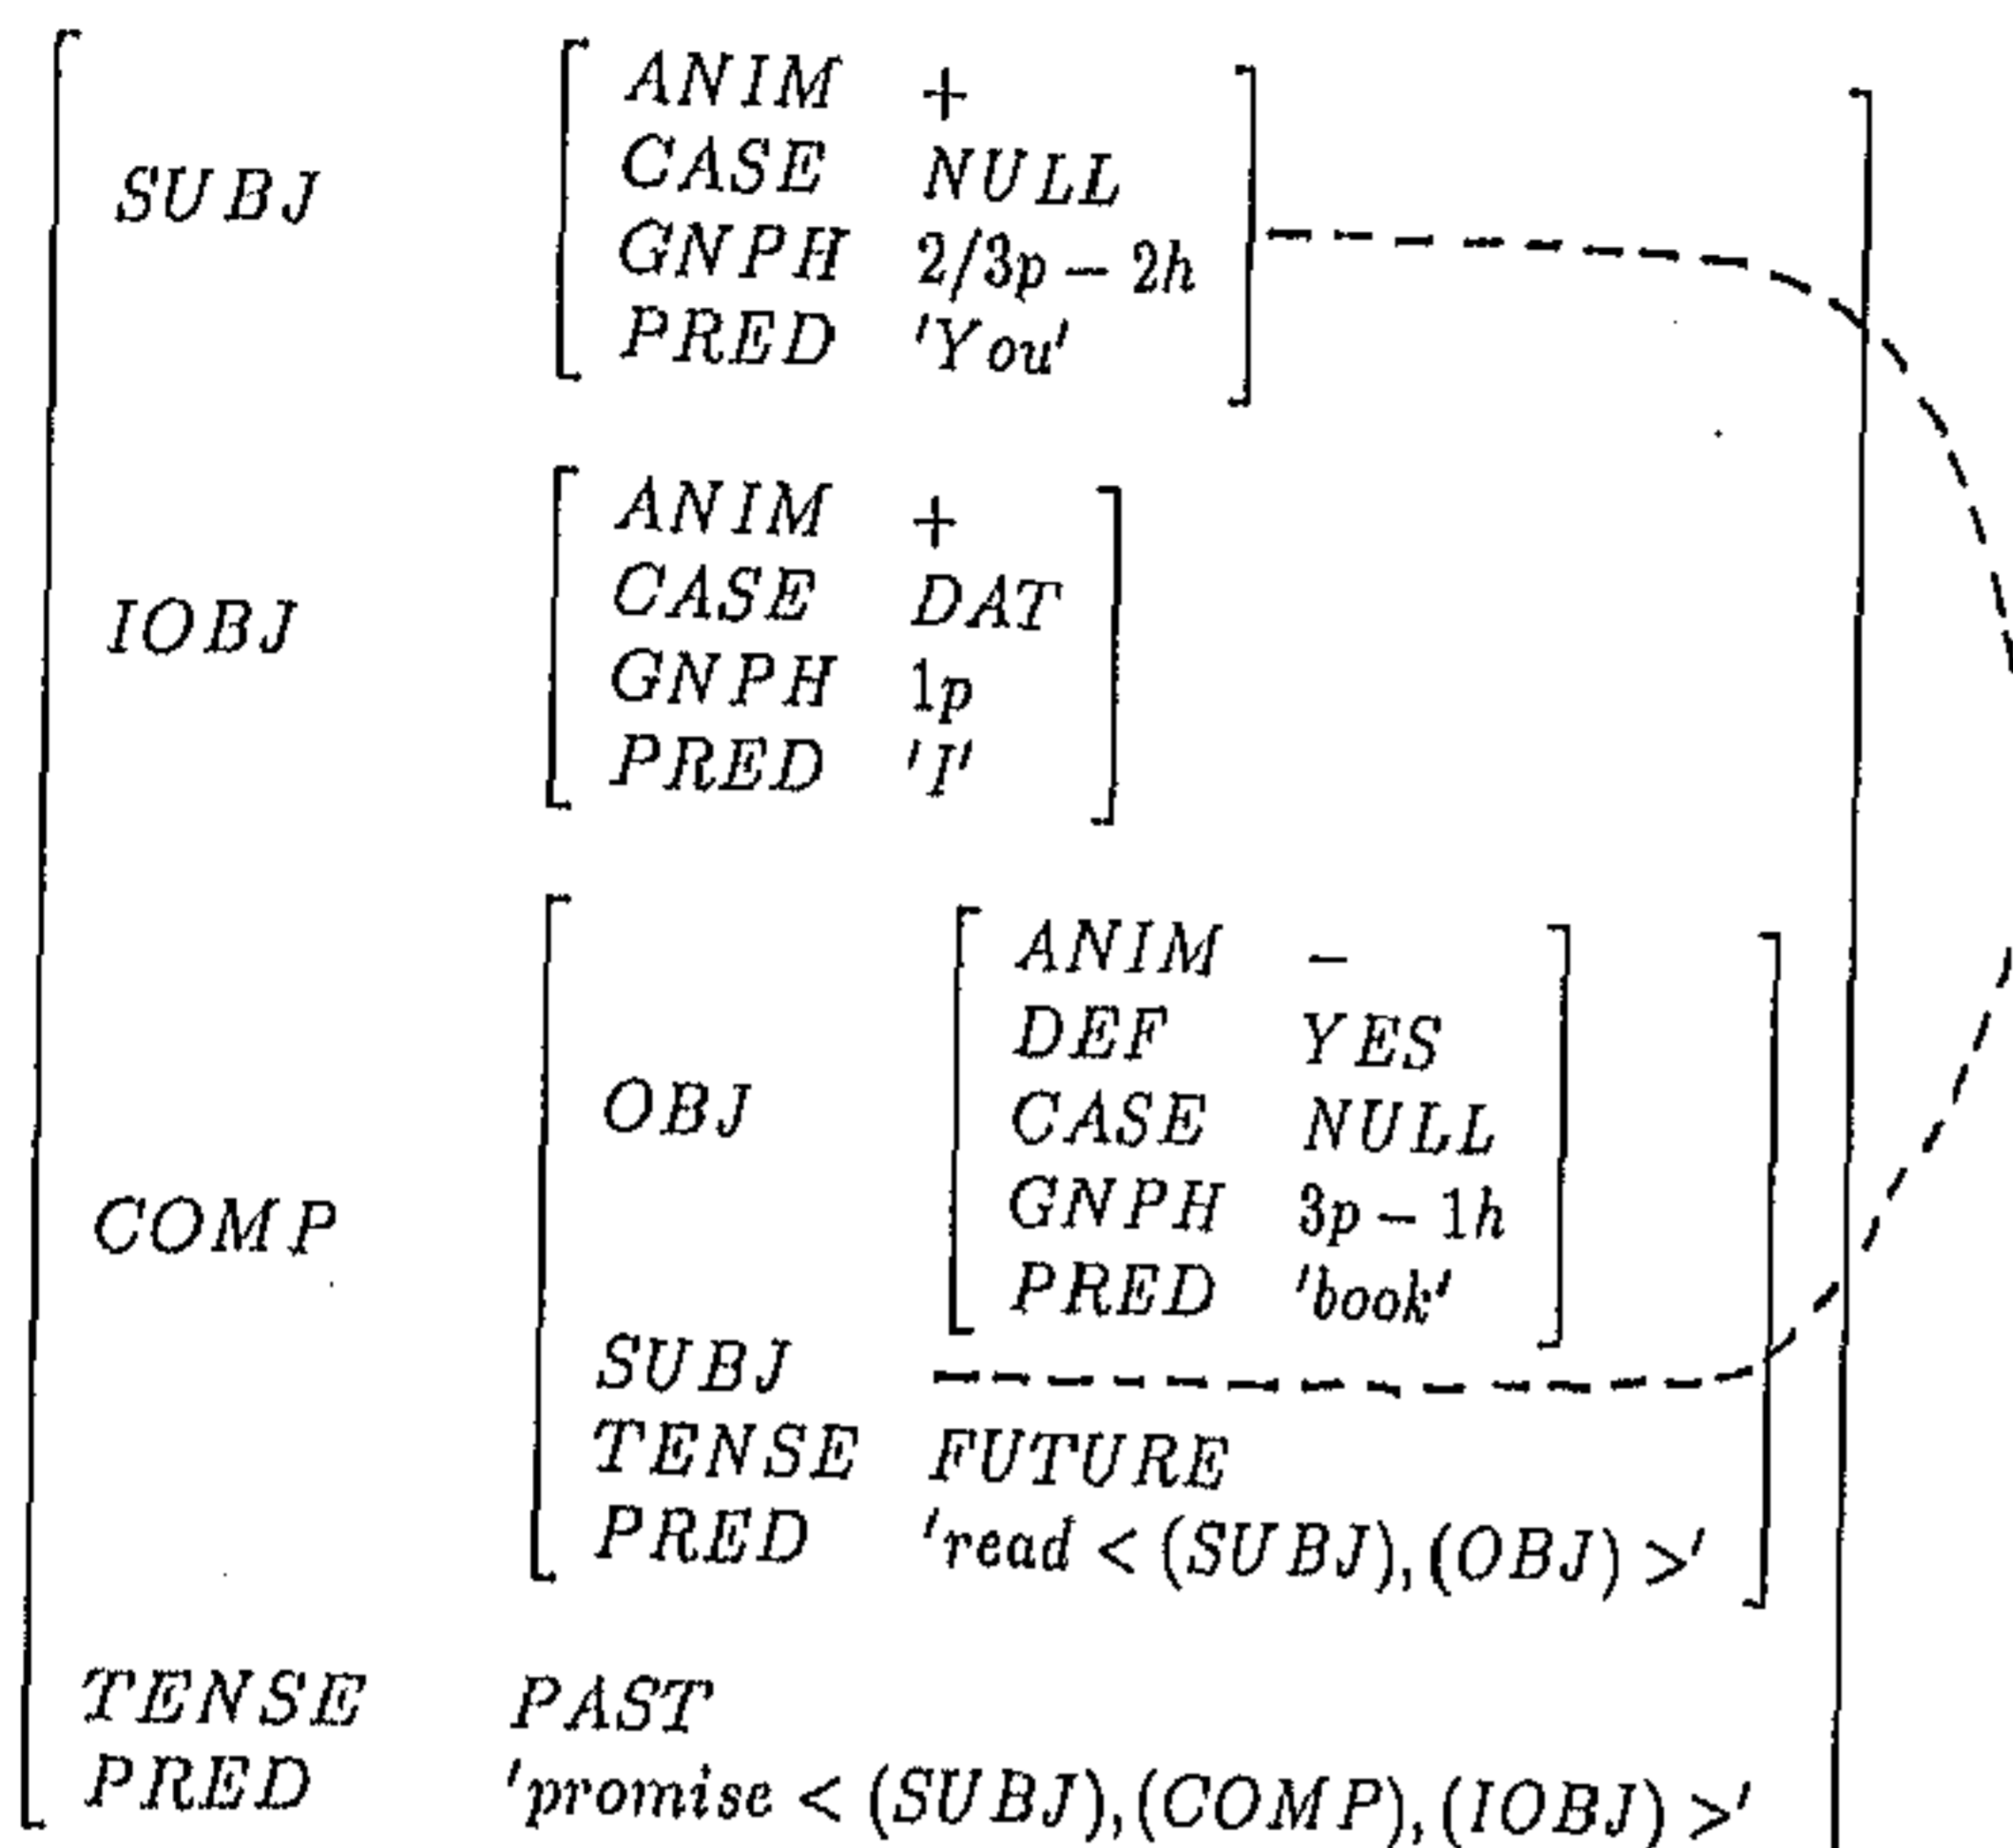 ANIM +
CASE NULL
SUBJ
GNPH 2/3p – 2h
PRED 'You'
ANIM +
CASE DAT
IOBJ
GNPH 1p
PRED 'I'
ANIM –
DEF YES
OBJ
CASE NULL
GNPH 3p – 1h
COMP
PRED 'book'
SUBJ
TENSE FUTURE
PRED 'read < (SUBJ), (OBJ) >'
TENSE PAST
PRED 'promise < (SUBJ), (COMP), (IOBJ) >'